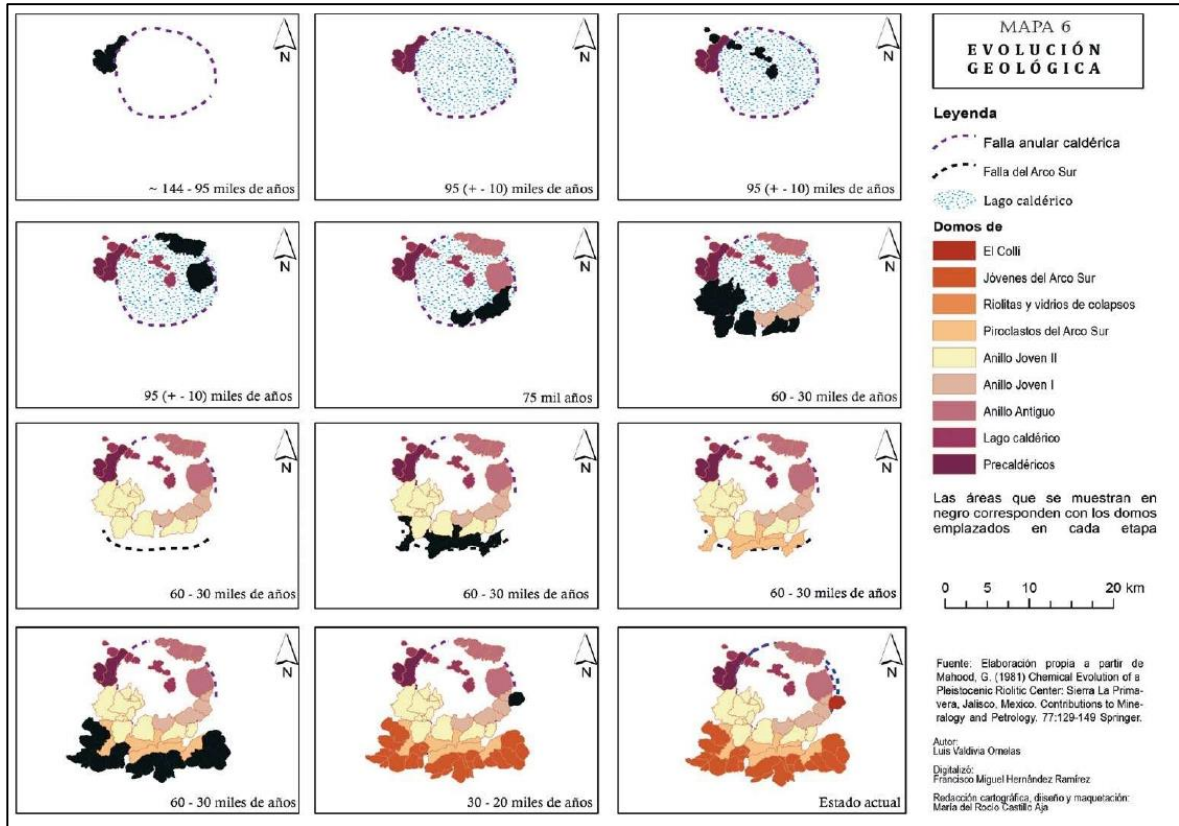 N
~ 144 - 95 miles de años
N
95 (+ - 10) miles de años
N
95 (+ - 10) miles de años
N
95 (+ - 10) miles de años
N
75 mil años
N
60 - 30 miles de años
N
60 - 30 miles de años
N
60 - 30 miles de años
N
60 - 30 miles de años
N
60 - 30 miles de años
N
30 - 20 miles de años
N
Estado actual
MAPA 6
EVOLUCIÓN
GEOLÓGICA
Leyenda
Falla anular caldérica
Falla del Arco Sur
Lago caldérico
Domos de
El Colli
Jóvenes del Arco Sur
Riolitas y vidrios de colapsos
Piroclastos del Arco Sur
Anillo Joven II
Anillo Joven I
Anillo Antiguo
Lago caldérico
Precaldéricos
Las áreas que se muestran en
negro corresponden con los domos
emplazados en cada etapa
0 5 10 20 km
Fuente: Elaboración propia a partir de
Mahood, G. (1981) Chemical Evolution of a
Pleistocenic Riolitic Center: Sierra La Prima-
vera, Jalisco, Mexico. Contributions to Mine-
ralogy and Petrology. 77:129-149 Springer.
Autor:
Luis Valdivia Ornelas
Digitalizó:
Francisco Miguel Hernández Ramírez
Redacción cartográfica, diseño y maquetación:
María del Rocío Castillo Aja